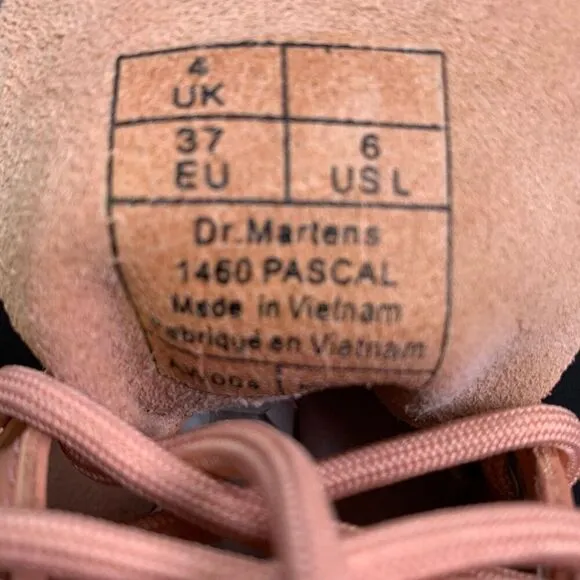 4
UK
37
EU
6
US L
Dr. Martens
1460 PASCAL
Made in Vietnam
Fabriqué en Vietnam